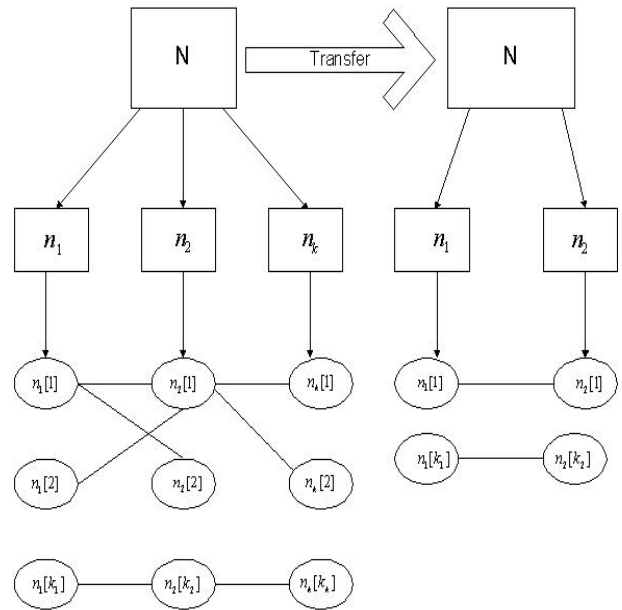 N Transfer N
n₁ n₂ nₖ n₁ n₂
n₁[1] n₂[1] nₖ[1] n₁[1] n₂[1]
n₁[k₁] n₂[k₂]
n₁[2] n₂[2] nₖ[2]
n₁[k₁] n₂[k₂] nₖ[kₖ]